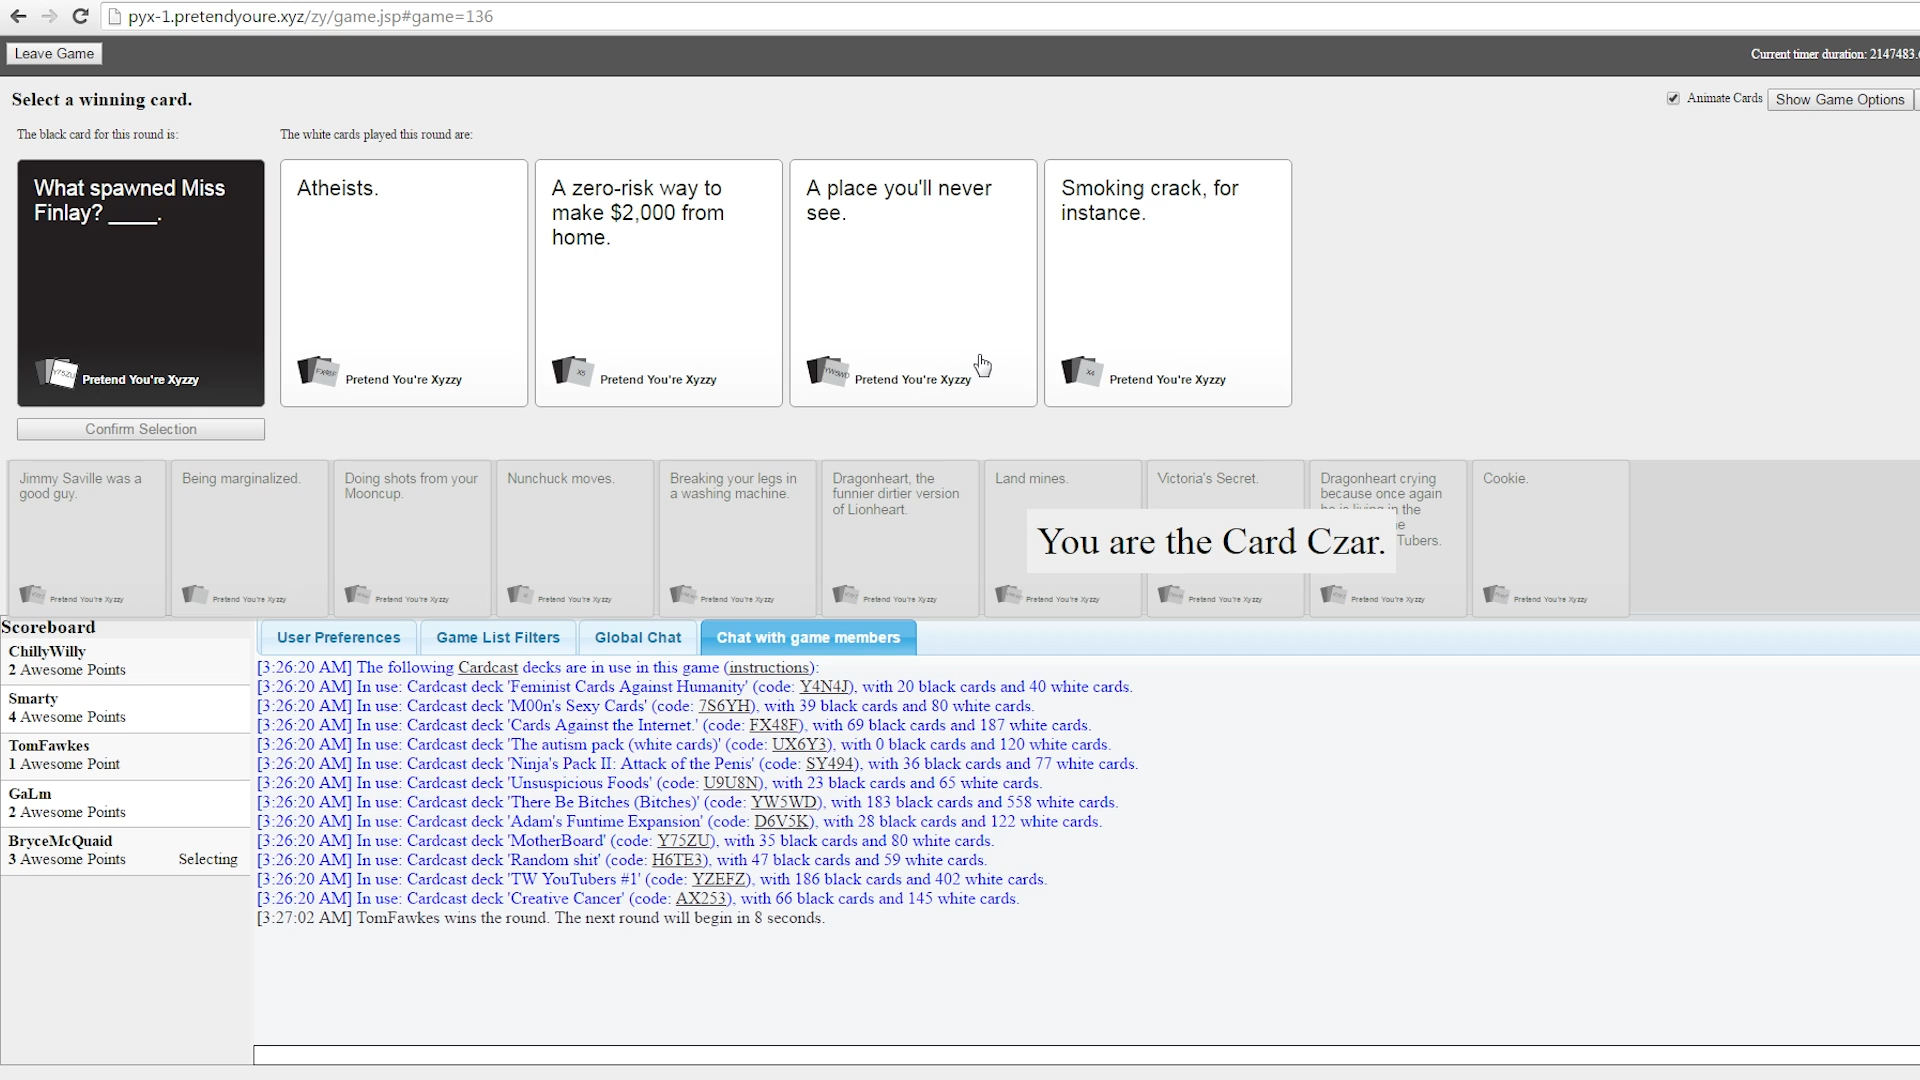 pyx-1.pretendyoure.xyz/zy/game.jsp#game=136
Leave Game
Current timer duration: 2147483.
Select a winning card.
Animate Cards
Show Game Options
The black card for this round is:
The white cards played this round are:
What spawned Miss
Finlay? _____.
Y75ZU
Pretend You're Xyzzy
Atheists.
FX48F
Pretend You're Xyzzy
A zero-risk way to
make $2,000 from
home.
X5
Pretend You're Xyzzy
A place you'll never
see.
YW5WD
Pretend You're Xyzzy
Smoking crack, for
instance.
X4
Pretend You're Xyzzy
Confirm Selection
Jimmy Saville was a
good guy.
Pretend You're Xyzzy
Being marginalized.
Pretend You're Xyzzy
Doing shots from your
Mooncup.
Pretend You're Xyzzy
Nunchuck moves.
Pretend You're Xyzzy
Breaking your legs in
a washing machine.
Pretend You're Xyzzy
Dragonheart, the
funnier dirtier version
of Lionheart.
Pretend You're Xyzzy
Land mines.
Pretend You're Xyzzy
Victoria's Secret.
Pretend You're Xyzzy
Dragonheart crying
because once again
he is living in the
Tubers.
Pretend You're Xyzzy
Cookie.
Pretend You're Xyzzy
You are the Card Czar.
Scoreboard
ChillyWilly
2 Awesome Points
Smarty
4 Awesome Points
TomFawkes
1 Awesome Point
GaLm
2 Awesome Points
BryceMcQuaid
3 Awesome Points Selecting
User Preferences
Game List Filters
Global Chat
Chat with game members
[3:26:20 AM] The following Cardcast decks are in use in this game (instructions):
[3:26:20 AM] In use: Cardcast deck 'Feminist Cards Against Humanity' (code: Y4N4J), with 20 black cards and 40 white cards.
[3:26:20 AM] In use: Cardcast deck 'M00n's Sexy Cards' (code: 7S6YH), with 39 black cards and 80 white cards.
[3:26:20 AM] In use: Cardcast deck 'Cards Against the Internet.' (code: FX48F), with 69 black cards and 187 white cards.
[3:26:20 AM] In use: Cardcast deck 'The autism pack (white cards)' (code: UX6Y3), with 0 black cards and 120 white cards.
[3:26:20 AM] In use: Cardcast deck 'Ninja's Pack II: Attack of the Penis' (code: SY494), with 36 black cards and 77 white cards.
[3:26:20 AM] In use: Cardcast deck 'Unsuspicious Foods' (code: U9U8N), with 23 black cards and 65 white cards.
[3:26:20 AM] In use: Cardcast deck 'There Be Bitches (Bitches)' (code: YW5WD), with 183 black cards and 558 white cards.
[3:26:20 AM] In use: Cardcast deck 'Adam's Funtime Expansion' (code: D6V5K), with 28 black cards and 122 white cards.
[3:26:20 AM] In use: Cardcast deck 'MotherBoard' (code: Y75ZU), with 35 black cards and 80 white cards.
[3:26:20 AM] In use: Cardcast deck 'Random shit' (code: H6TE3), with 47 black cards and 59 white cards.
[3:26:20 AM] In use: Cardcast deck 'TW YouTubers #1' (code: YZEFZ), with 186 black cards and 402 white cards.
[3:26:20 AM] In use: Cardcast deck 'Creative Cancer' (code: AX253), with 66 black cards and 145 white cards.
[3:27:02 AM] TomFawkes wins the round. The next round will begin in 8 seconds.